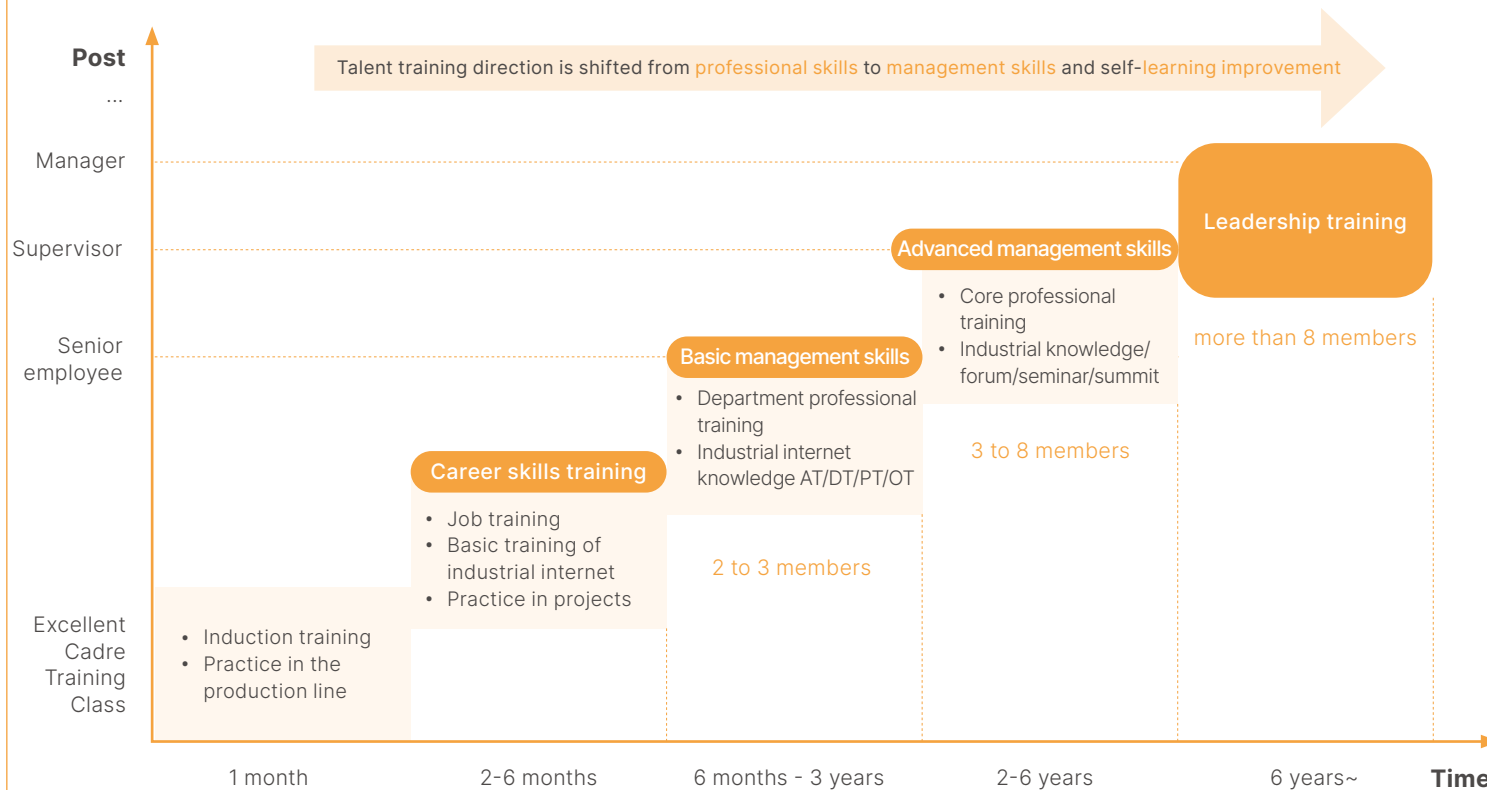 Post
...
Talent training direction is shifted from professional skills to management skills and self-learning improvement
Manager
Supervisor
Senior
employee
Excellent
Cadre
Training
Class
Leadership training
more than 8 members
Advanced management skills
• Core professional
training
• Industrial knowledge/
forum/seminar/summit
3 to 8 members
Basic management skills
• Department professional
training
• Industrial internet
knowledge AT/DT/PT/OT
2 to 3 members
Career skills training
• Job training
• Basic training of
industrial internet
• Practice in projects
• Induction training
• Practice in the
production line
1 month
2-6 months
6 months - 3 years
2-6 years
6 years~
Time